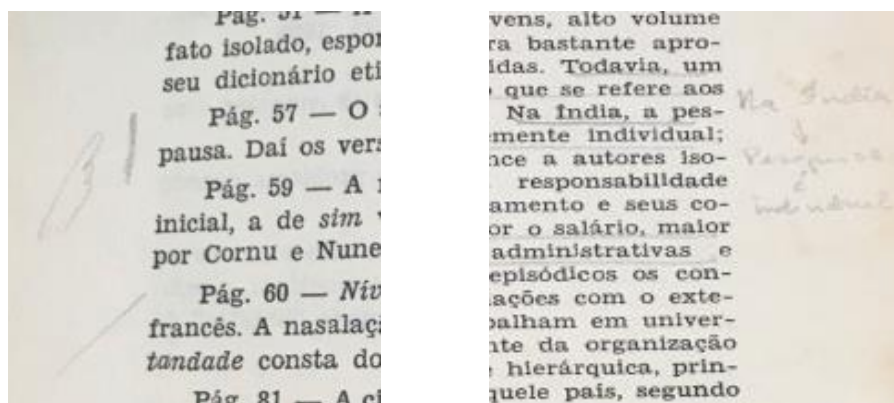 Pág. 51 —
fato isolado, espor
seu dicionário eti
Pág. 57 — O
pausa. Daí os vers
Pág. 59 — A
inicial, a de sim
por Cornu e Nune
Pág. 60 — Nív
francês. A nasalaç
tandade consta do
Pág. 81 — A ci
vens, alto volume
ra bastante apro-
idas. Todavia, um
que se refere aos
Na Índia, a pes-
emente individual;
nce a autores iso-
responsabilidade
amento e seus co-
or o salário, maior
administrativas e
episódicos os con-
ações com o exte-
balham em univer-
nte da organização
hierárquica, prin-
quele país, segundo
Na Índia
↓
Pesquisa
é
individual